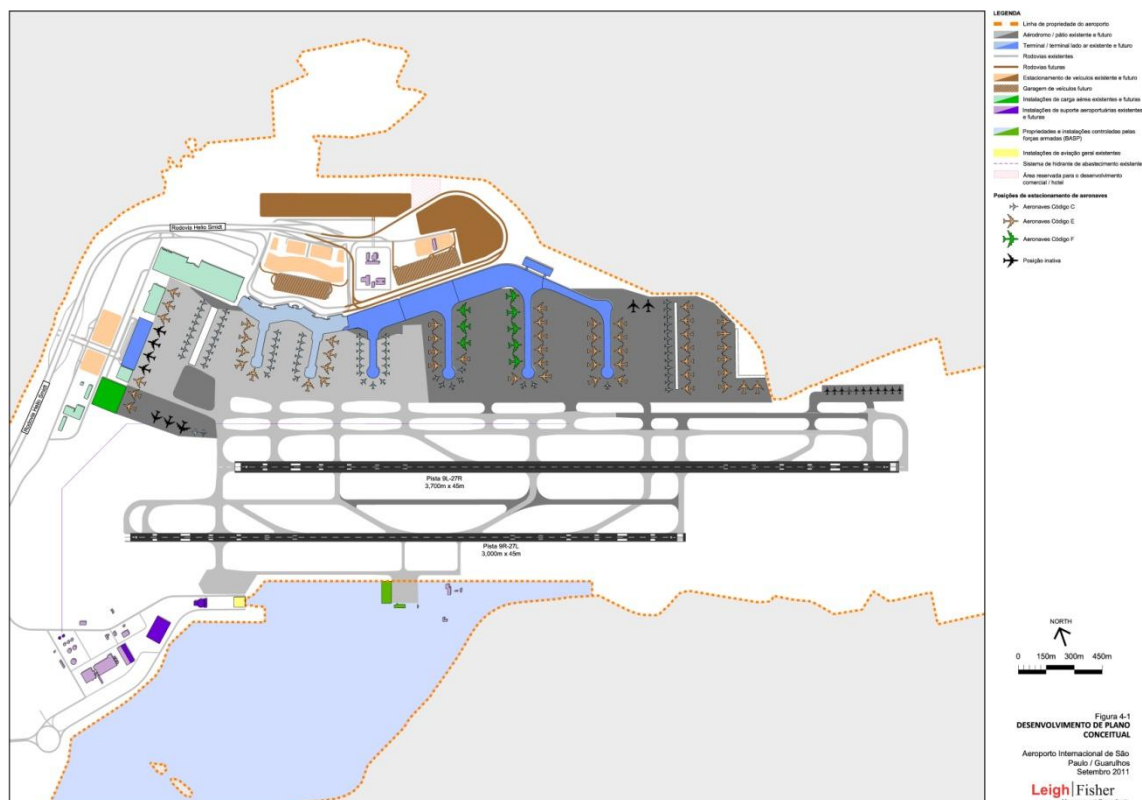 LEGENDA
Linha de propriedade do aeroporto
Aérodromo / pátio existente e futuro
Terminal / terminal lado ar existente e futuro
Rodovias existentes
Rodovias futuras
Estacionamento de veículos existente e futuro
Garagem de veículos futuro
Instalações de carga aérea existentes e futuras
Instalações de suporte aeroportuárias existentes
e futuras
Propriedades e instalações controladas pelas
forças armadas (BASP)
Instalações de aviação geral existentes
Sistema de hidrante de abastecimento existente
Área reservada para o desenvolvimento
comercial / hotel
Posições de estacionamento de aeronaves
Aeronaves Código C
Aeronaves Código E
Aeronaves Código F
Posição inativa
Rodovia Helio Smidt
Rodovia Helio Smidt
Pista 9L-27R
3,700m x 45m
Pista 9R-27L
3,000m x 45m
NORTH
0 150m 300m 450m
Figura 4-1
DESENVOLVIMENTO DE PLANO
CONCEITUAL
Aeroporto Internacional de São
Paulo / Guarulhos
Setembro 2011
Leigh|Fisher